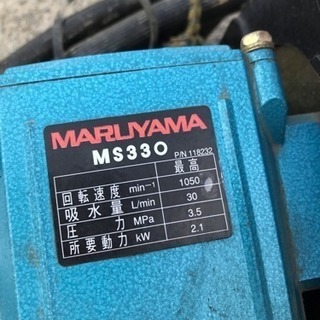 MARUYAMA
MS330 P/N 118232
最高
回転速度 min-1 1050
吸水量 L/min 30
圧力 MPa 3.5
所要動力 kW 2.1